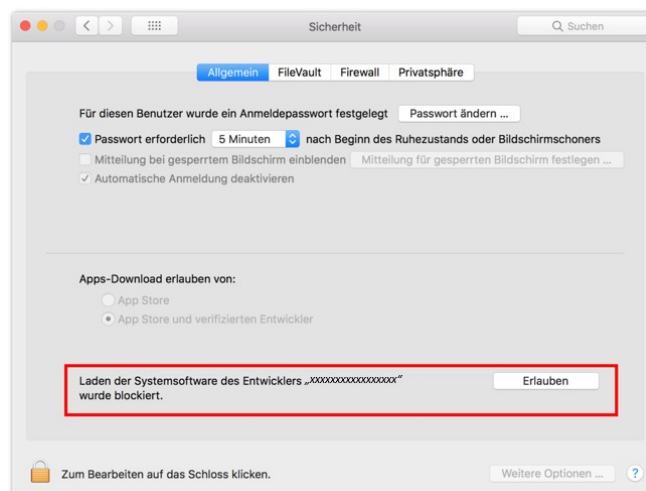 Sicherheit
Suchen
Allgemein FileVault Firewall Privatsphäre
Für diesen Benutzer wurde ein Anmeldepasswort festgelegt Passwort ändern ...
Passwort erforderlich 5 Minuten nach Beginn des Ruhezustands oder Bildschirmschoners
Mitteilung bei gesperrtem Bildschirm einblenden Mitteilung für gesperrten Bildschirm festlegen ...
Automatische Anmeldung deaktivieren
Apps-Download erlauben von:
App Store
App Store und verifizierten Entwickler
Laden der Systemsoftware des Entwicklers „xxxxxxxxxxxxxxxxx“ Erlauben
wurde blockiert.
Zum Bearbeiten auf das Schloss klicken. Weitere Optionen ... ?